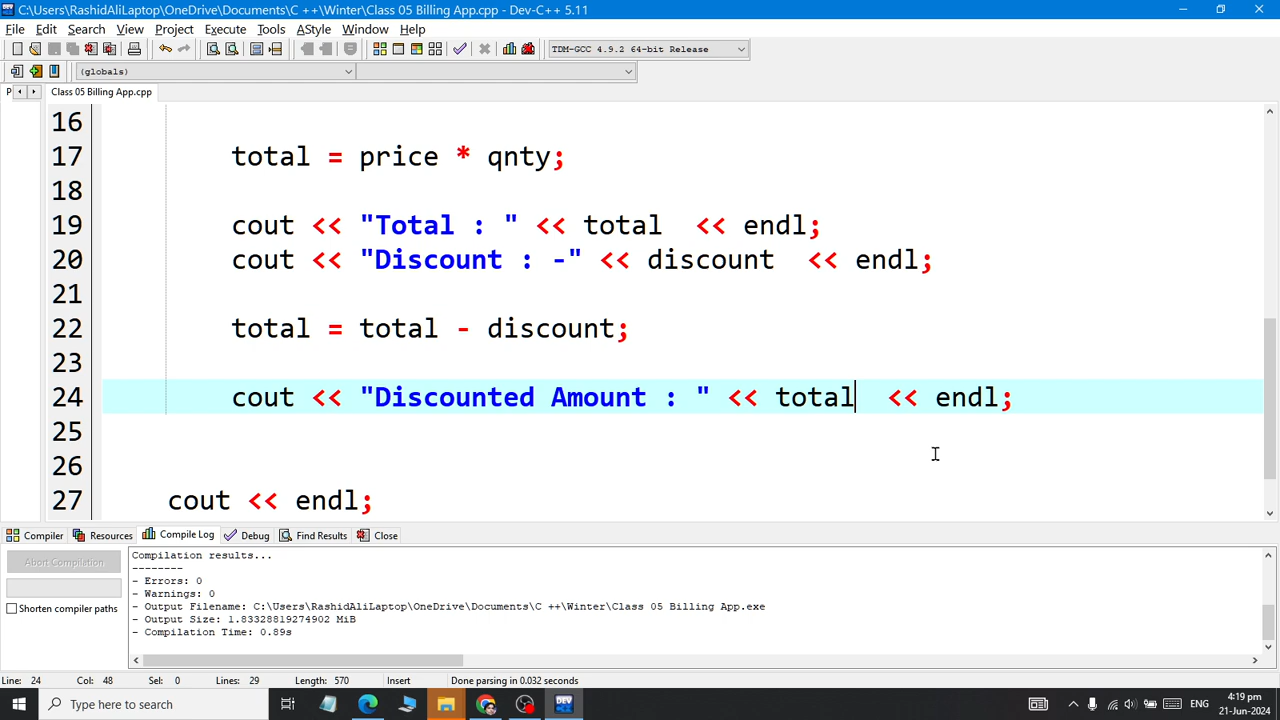 C:\Users\RashidAliLaptop\OneDrive\Documents\C ++\Winter\Class 05 Billing App.cpp - Dev-C++ 5.11
File Edit Search View Project Execute Tools AStyle Window Help
TDM-GCC 4.9.2 64-bit Release
(globals)
P Class 05 Billing App.cpp
16
17 total = price * qnty;
18
19 cout << "Total : " << total  << endl;
20 cout << "Discount : -" << discount  << endl;
21
22 total = total - discount;
23
24 cout << "Discounted Amount : " << total  << endl;
25
26
27 cout << endl;
Compiler Resources Compile Log Debug Find Results Close
Abort Compilation
Shorten compiler paths
Compilation results...
--------
- Errors: 0
- Warnings: 0
- Output Filename: C:\Users\RashidAliLaptop\OneDrive\Documents\C ++\Winter\Class 05 Billing App.exe
- Output Size: 1.83328819274902 MiB
- Compilation Time: 0.89s
Line: 24 Col: 48 Sel: 0 Lines: 29 Length: 570 Insert Done parsing in 0.032 seconds
Type here to search
DEV
ENG
4:19 pm
21-Jun-2024